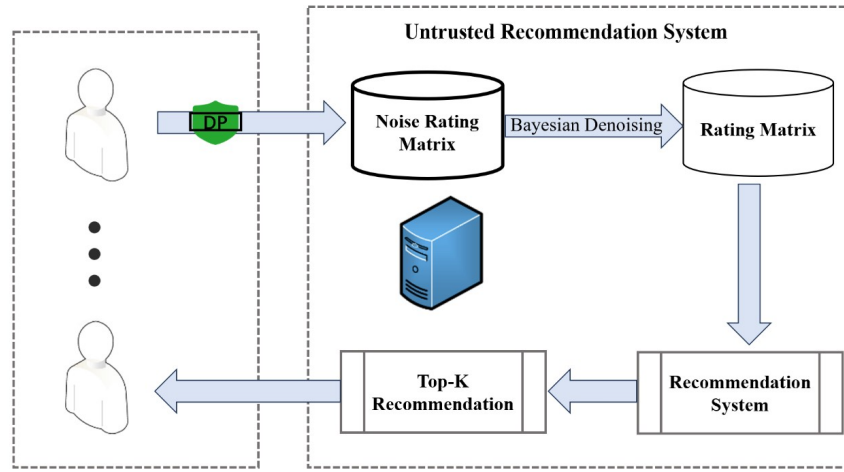 Untrusted Recommendation System
DP
Noise Rating
Matrix
Bayesian Denoising
Rating Matrix
Top-K
Recommendation
Recommendation
System